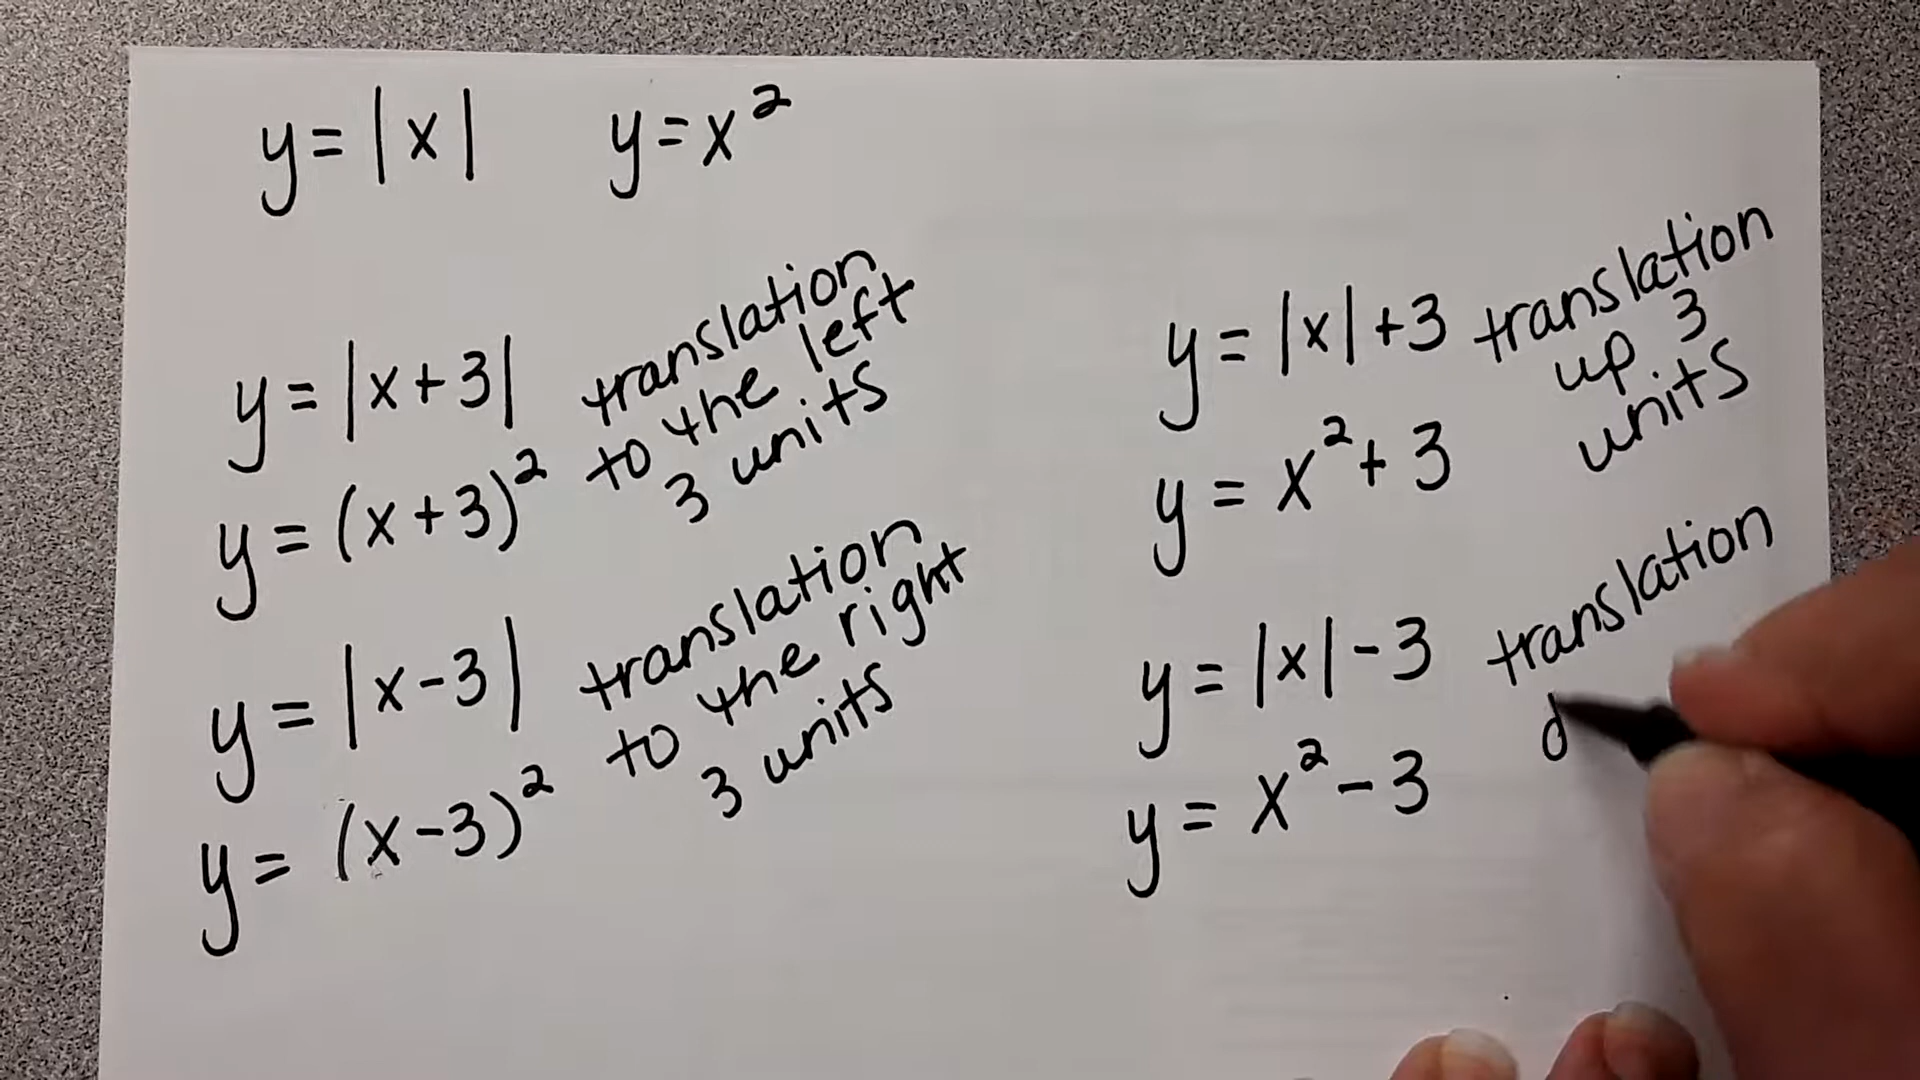 y=|x| y=x²
y=|x+3| translation
to the left
y=(x+3)² 3 units
y=|x-3| translation
to the right
y=(x-3)² 3 units
y=|x|+3 translation
up 3
y=x²+3 units
y=|x|-3 translation
d
y=x²-3